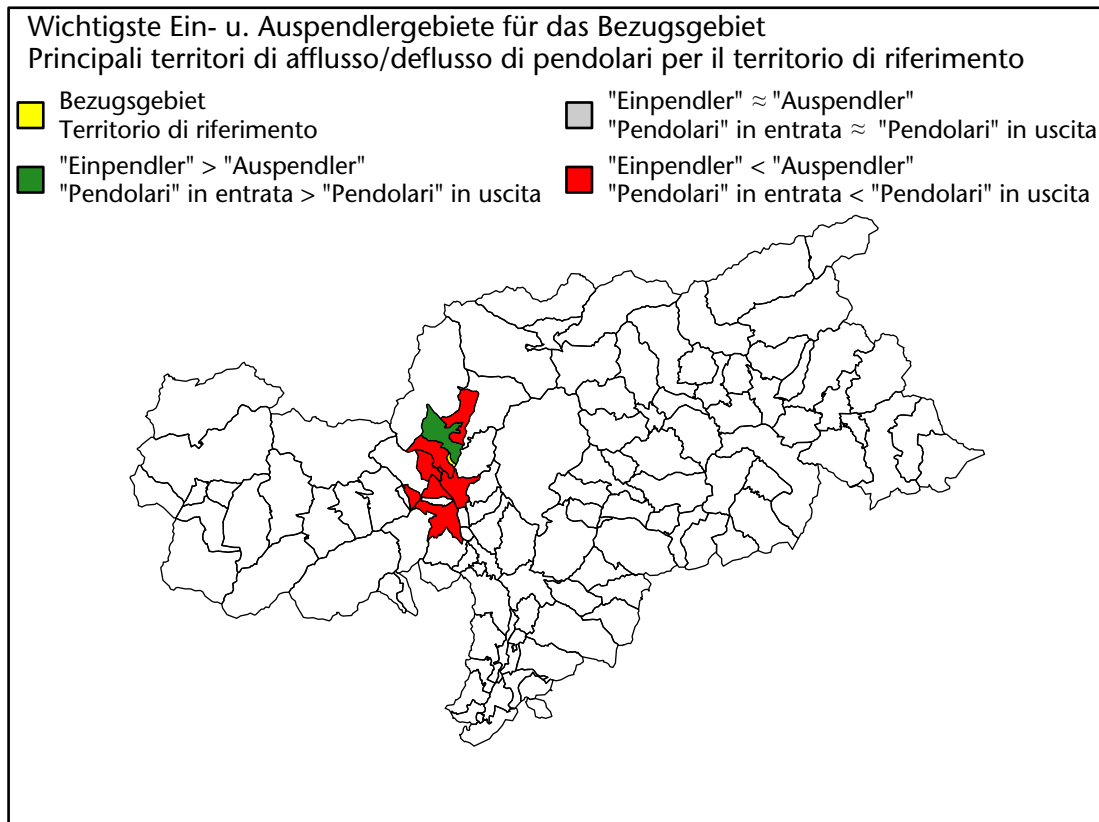 Wichtigste Ein- u. Auspendlergebiete für das Bezugsgebiet
Principali territori di afflusso/deflusso di pendolari per il territorio di riferimento
Bezugsgebiet
Territorio di riferimento
"Einpendler" > "Auspendler"
"Pendolari" in entrata > "Pendolari" in uscita
"Einpendler" ≈ "Auspendler"
"Pendolari" in entrata ≈ "Pendolari" in uscita
"Einpendler" < "Auspendler"
"Pendolari" in entrata < "Pendolari" in uscita